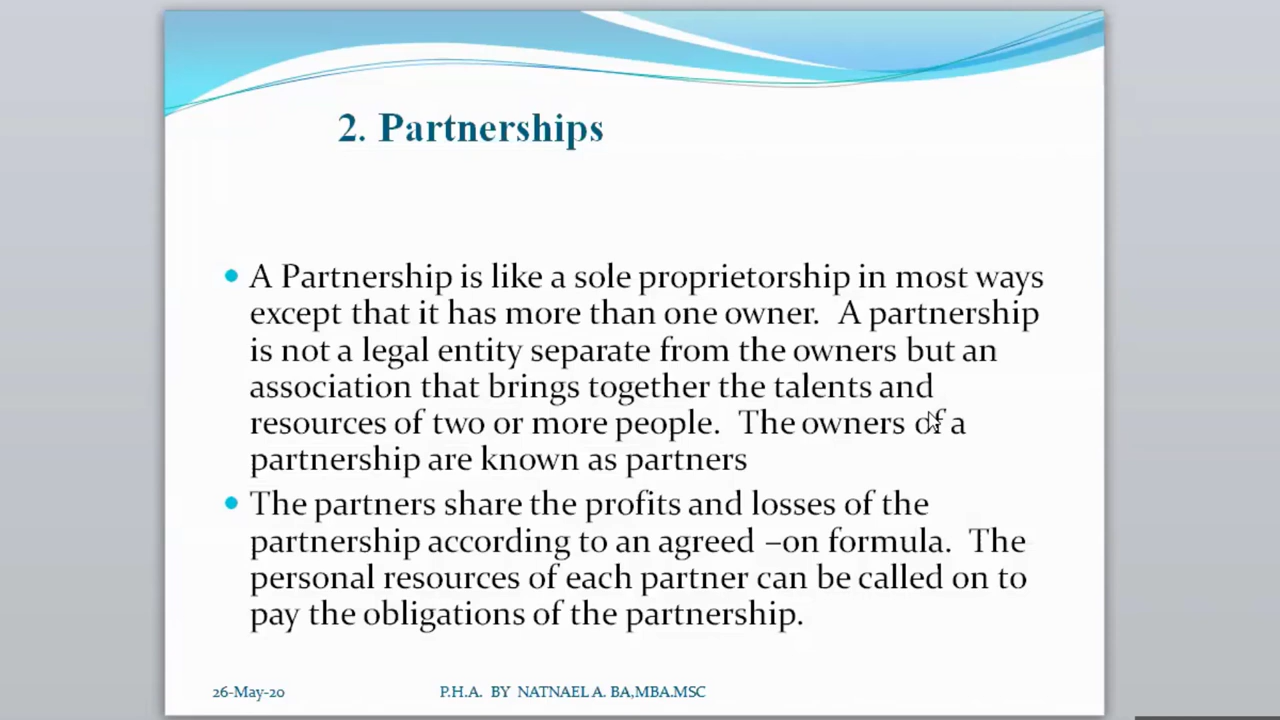 2. Partnerships
A Partnership is like a sole proprietorship in most ways
except that it has more than one owner. A partnership
is not a legal entity separate from the owners but an
association that brings together the talents and
resources of two or more people. The owners of a
partnership are known as partners
The partners share the profits and losses of the
partnership according to an agreed –on formula. The
personal resources of each partner can be called on to
pay the obligations of the partnership.
26-May-20 P.H.A. BY NATNAEL A. BA,MBA.MSC